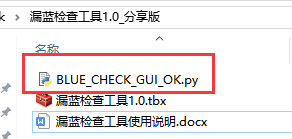 k › 漏蓝检查工具1.0_分享版
名称
BLUE_CHECK_GUI_OK.py
漏蓝检查工具1.0.tbx
漏蓝检查工具使用说明.docx